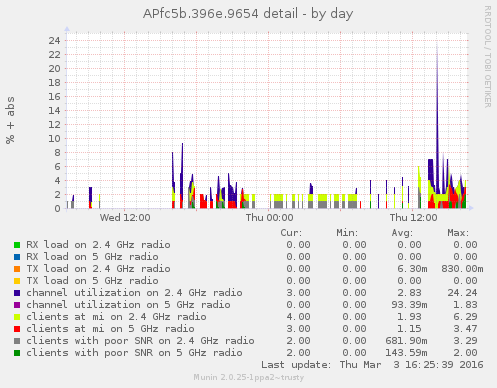 APfc5b.396e.9654 detail - by day
RRDTOOL / TOBI OETIKER
% + abs
24
22
20
18
16
14
12
10
8
6
4
2
0
Wed 12:00 Thu 00:00 Thu 12:00
Cur: Min: Avg: Max:
RX load on 2.4 GHz radio 0.00 0.00 0.00 0.00
RX load on 5 GHz radio 0.00 0.00 0.00 0.00
TX load on 2.4 GHz radio 0.00 0.00 6.30m 830.00m
TX load on 5 GHz radio 0.00 0.00 0.00 0.00
channel utilization on 2.4 GHz radio 3.00 0.00 2.83 24.24
channel utilization on 5 GHz radio 0.00 0.00 93.39m 1.83
clients at mi on 2.4 GHz radio 4.00 0.00 1.93 6.29
clients at mi on 5 GHz radio 3.00 0.00 1.15 3.47
clients with poor SNR on 2.4 GHz radio 2.00 0.00 681.90m 3.29
clients with poor SNR on 5 GHz radio 2.00 0.00 143.59m 2.00
Last update: Thu Mar 3 16:25:39 2016
Munin 2.0.25-1ppa2~trusty